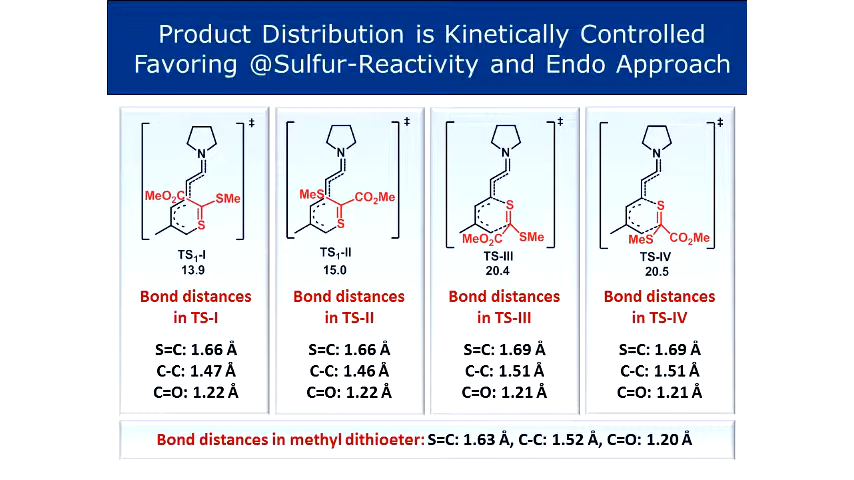 Product Distribution is Kinetically Controlled
Favoring @Sulfur-Reactivity and Endo Approach
‡
N
MeO₂C
SMe
S
TS₁-I
13.9
Bond distances
in TS-I
S=C: 1.66 Å
C-C: 1.47 Å
C=O: 1.22 Å
‡
N
MeS
CO₂Me
S
TS₁-II
15.0
Bond distances
in TS-II
S=C: 1.66 Å
C-C: 1.46 Å
C=O: 1.22 Å
‡
N
S
MeO₂C
SMe
TS-III
20.4
Bond distances
in TS-III
S=C: 1.69 Å
C-C: 1.51 Å
C=O: 1.21 Å
‡
N
S
MeS
CO₂Me
TS-IV
20.5
Bond distances
in TS-IV
S=C: 1.69 Å
C-C: 1.51 Å
C=O: 1.21 Å
Bond distances in methyl dithioeter: S=C: 1.63 Å, C-C: 1.52 Å, C=O: 1.20 Å